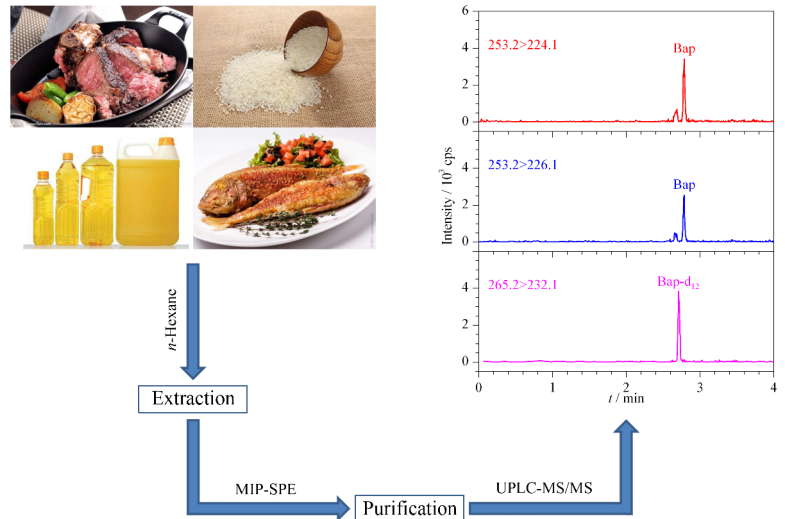 6
253.2>224.1
Bap
4
2
0
253.2>226.1
Bap
4
2
0
Intensity / 10³ cps
265.2>232.1
Bap-d₁₂
4
2
0
0
1
2
3
4
t / min
n-Hexane
Extraction
MIP-SPE
Purification
UPLC-MS/MS